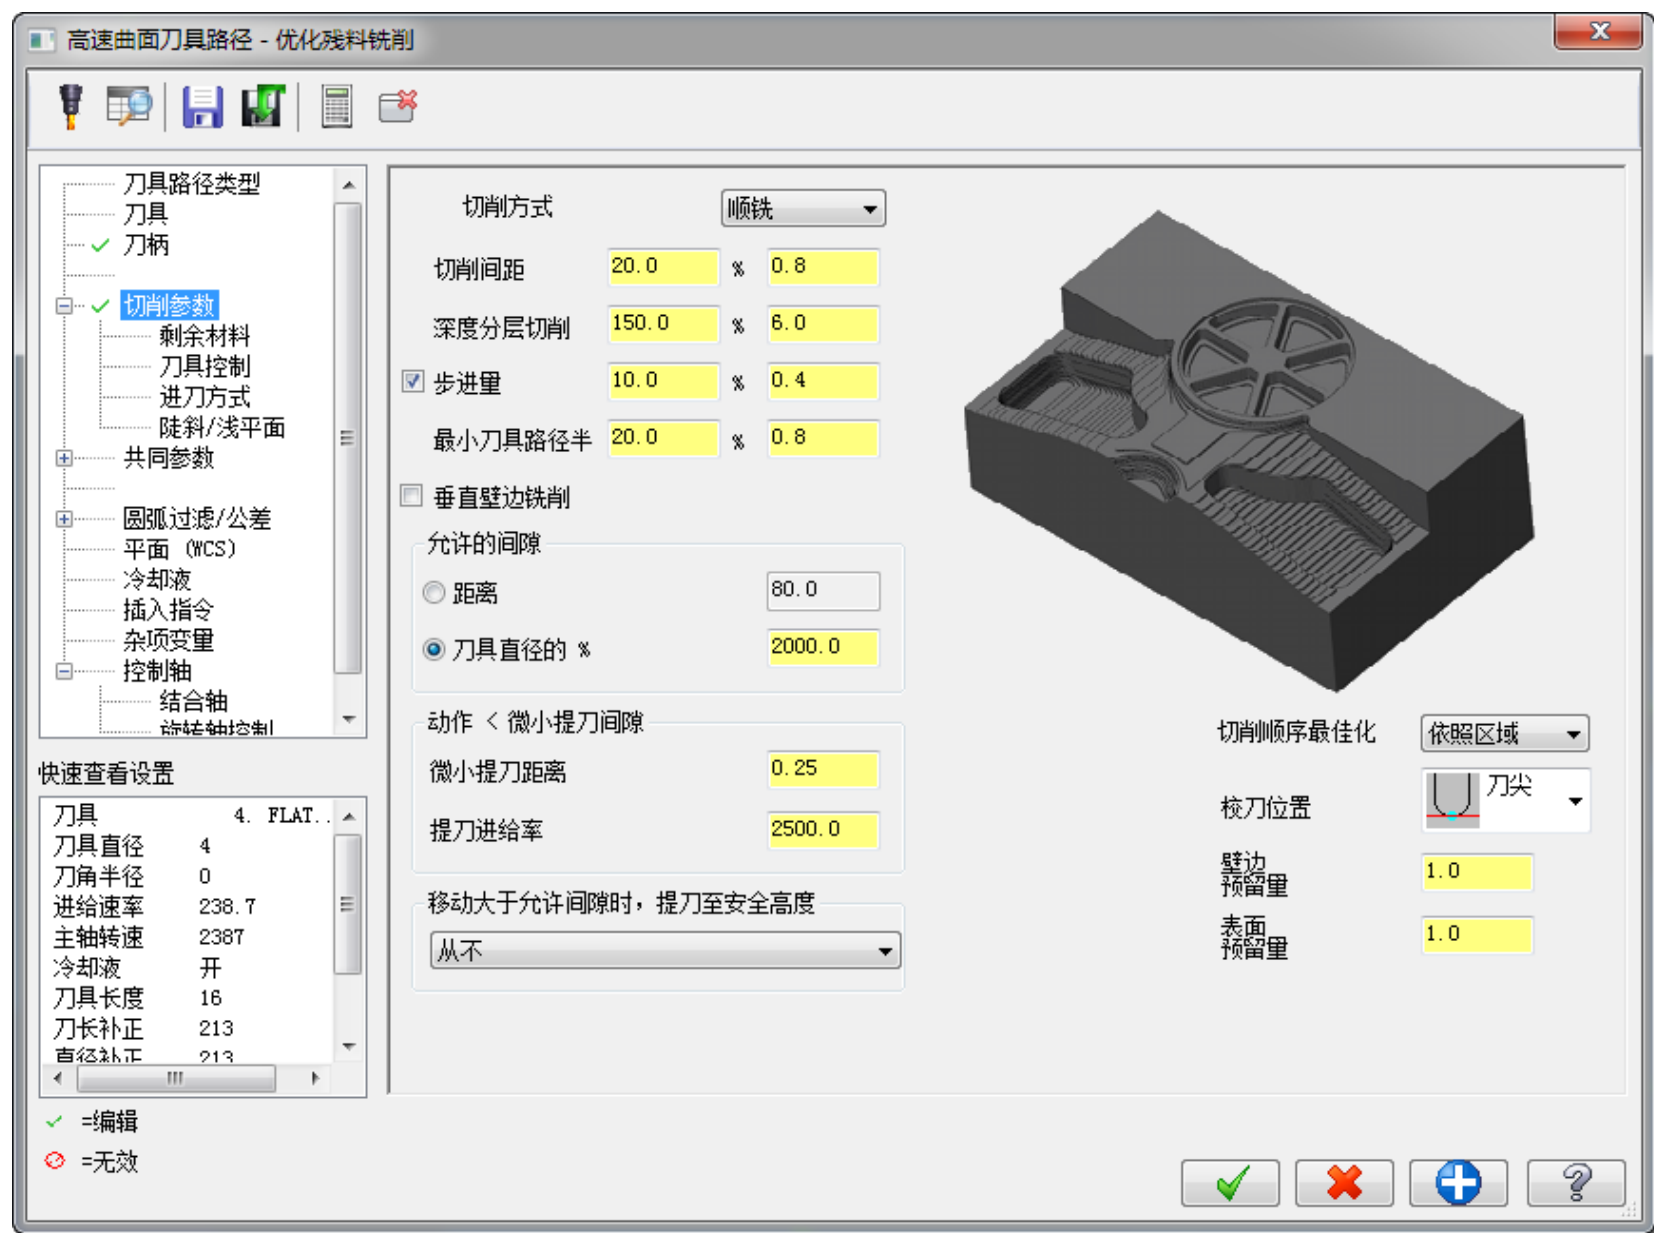 高速曲面刀具路径 - 优化残料铣削
刀具路径类型
刀具
刀柄
切削参数
剩余材料
刀具控制
进刀方式
陡斜/浅平面
共同参数
圆弧过滤/公差
平面 (WCS)
冷却液
插入指令
杂项变量
控制轴
结合轴
旋转轴控制
快速查看设置
刀具 4. FLAT..
刀具直径 4
刀角半径 0
进给速率 238.7
主轴转速 2387
冷却液 开
刀具长度 16
刀长补正 213
直径补正 213
=编辑
=无效
切削方式 顺铣
切削间距 20.0 % 0.8
深度分层切削 150.0 % 6.0
步进量 10.0 % 0.4
最小刀具路径半 20.0 % 0.8
垂直壁边铣削
允许的间隙
距离 80.0
刀具直径的 % 2000.0
动作 < 微小提刀间隙
微小提刀距离 0.25
提刀进给率 2500.0
移动大于允许间隙时，提刀至安全高度
从不
切削顺序最佳化 依照区域
校刀位置 刀尖
壁边
预留量 1.0
表面
预留量 1.0